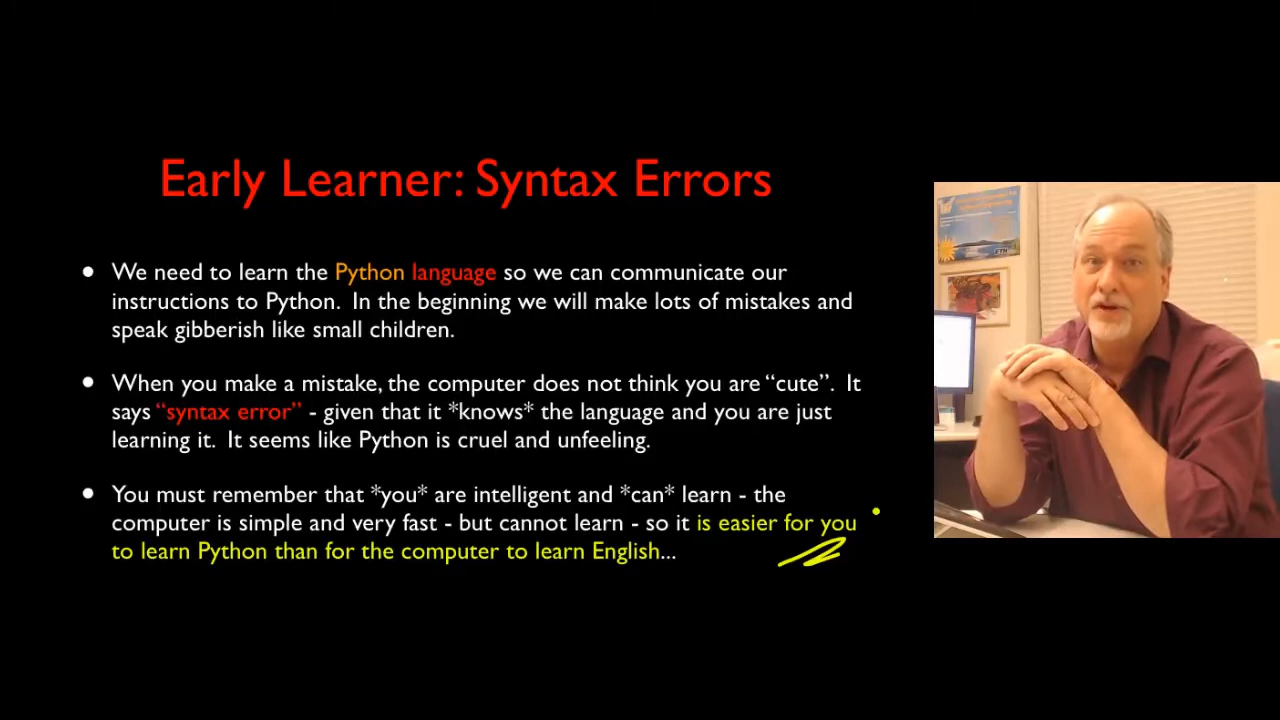 Early Learner: Syntax Errors
• We need to learn the Python language so we can communicate our
instructions to Python. In the beginning we will make lots of mistakes and
speak gibberish like small children.
• When you make a mistake, the computer does not think you are “cute”. It
says “syntax error” - given that it *knows* the language and you are just
learning it. It seems like Python is cruel and unfeeling.
• You must remember that *you* are intelligent and *can* learn - the
computer is simple and very fast - but cannot learn - so it is easier for you
to learn Python than for the computer to learn English...